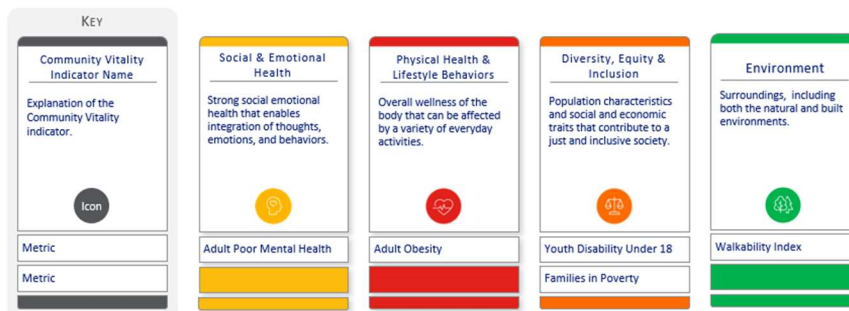 KEY
Community Vitality
Indicator Name
Explanation of the
Community Vitality
indicator.
Icon
Metric
Metric
Social & Emotional
Health
Strong social emotional
health that enables
integration of thoughts,
emotions, and behaviors.
Adult Poor Mental Health
Physical Health &
Lifestyle Behaviors
Overall wellness of the
body that can be affected
by a variety of everyday
activities.
Adult Obesity
Diversity, Equity &
Inclusion
Population characteristics
and social and economic
traits that contribute to a
just and inclusive society.
Youth Disability Under 18
Families in Poverty
Environment
Surroundings, including
both the natural and built
environments.
Walkability Index